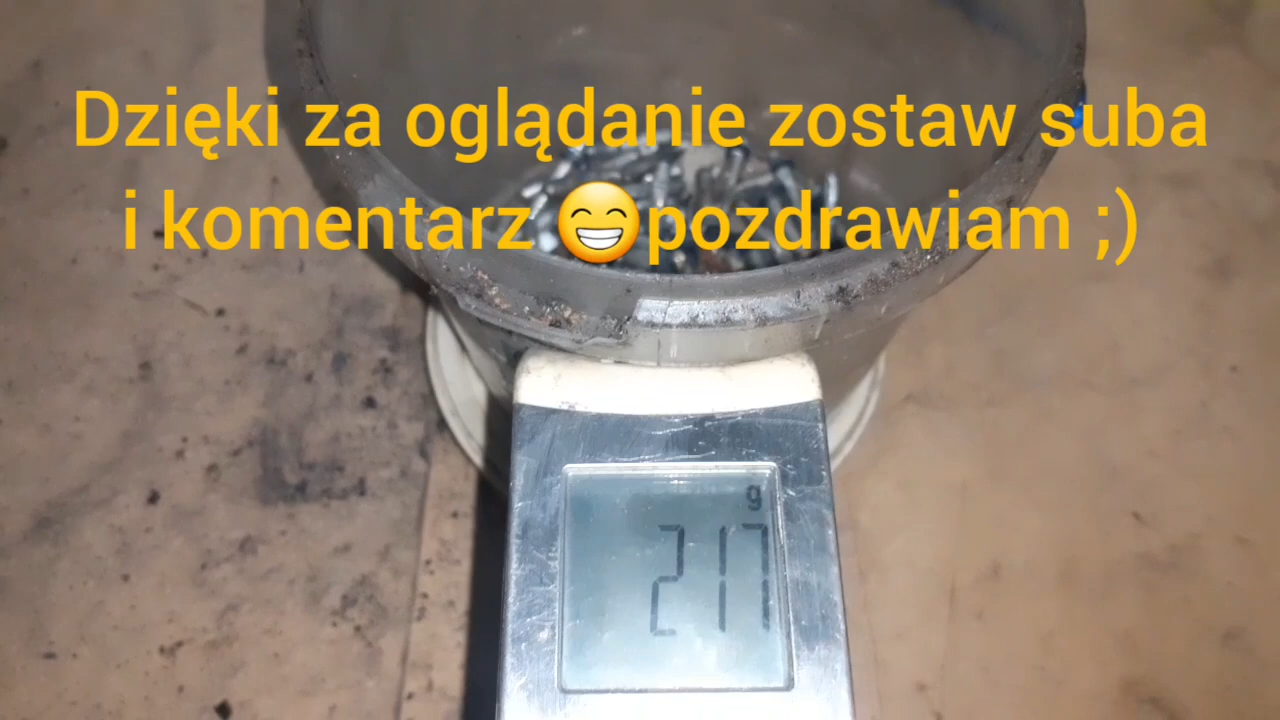 Dzięki za oglądanie zostaw suba
i komentarz 😁pozdrawiam ;)
g
217